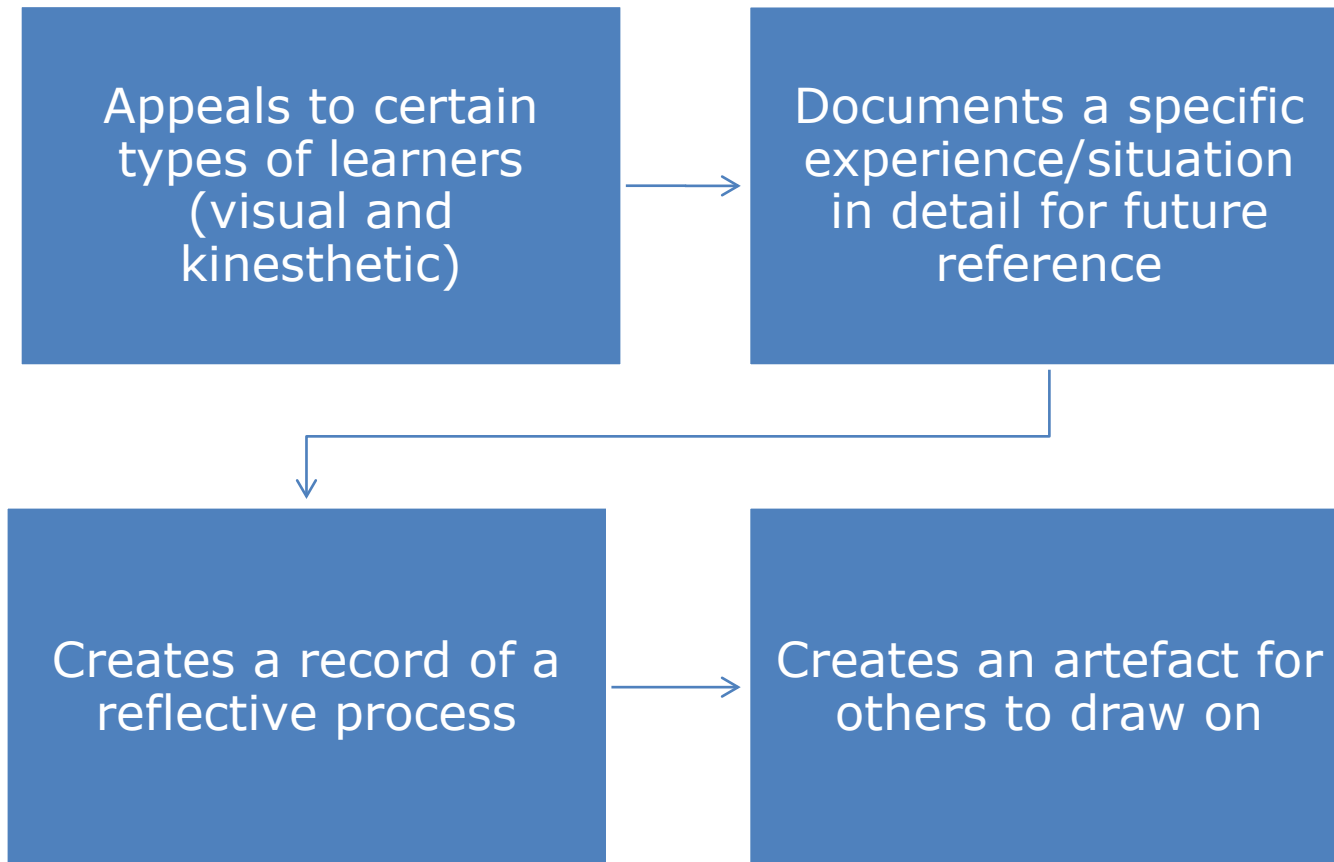 Appeals to certain
types of learners
(visual and
kinesthetic)
Documents a specific
experience/situation
in detail for future
reference
Creates a record of a
reflective process
Creates an artefact for
others to draw on